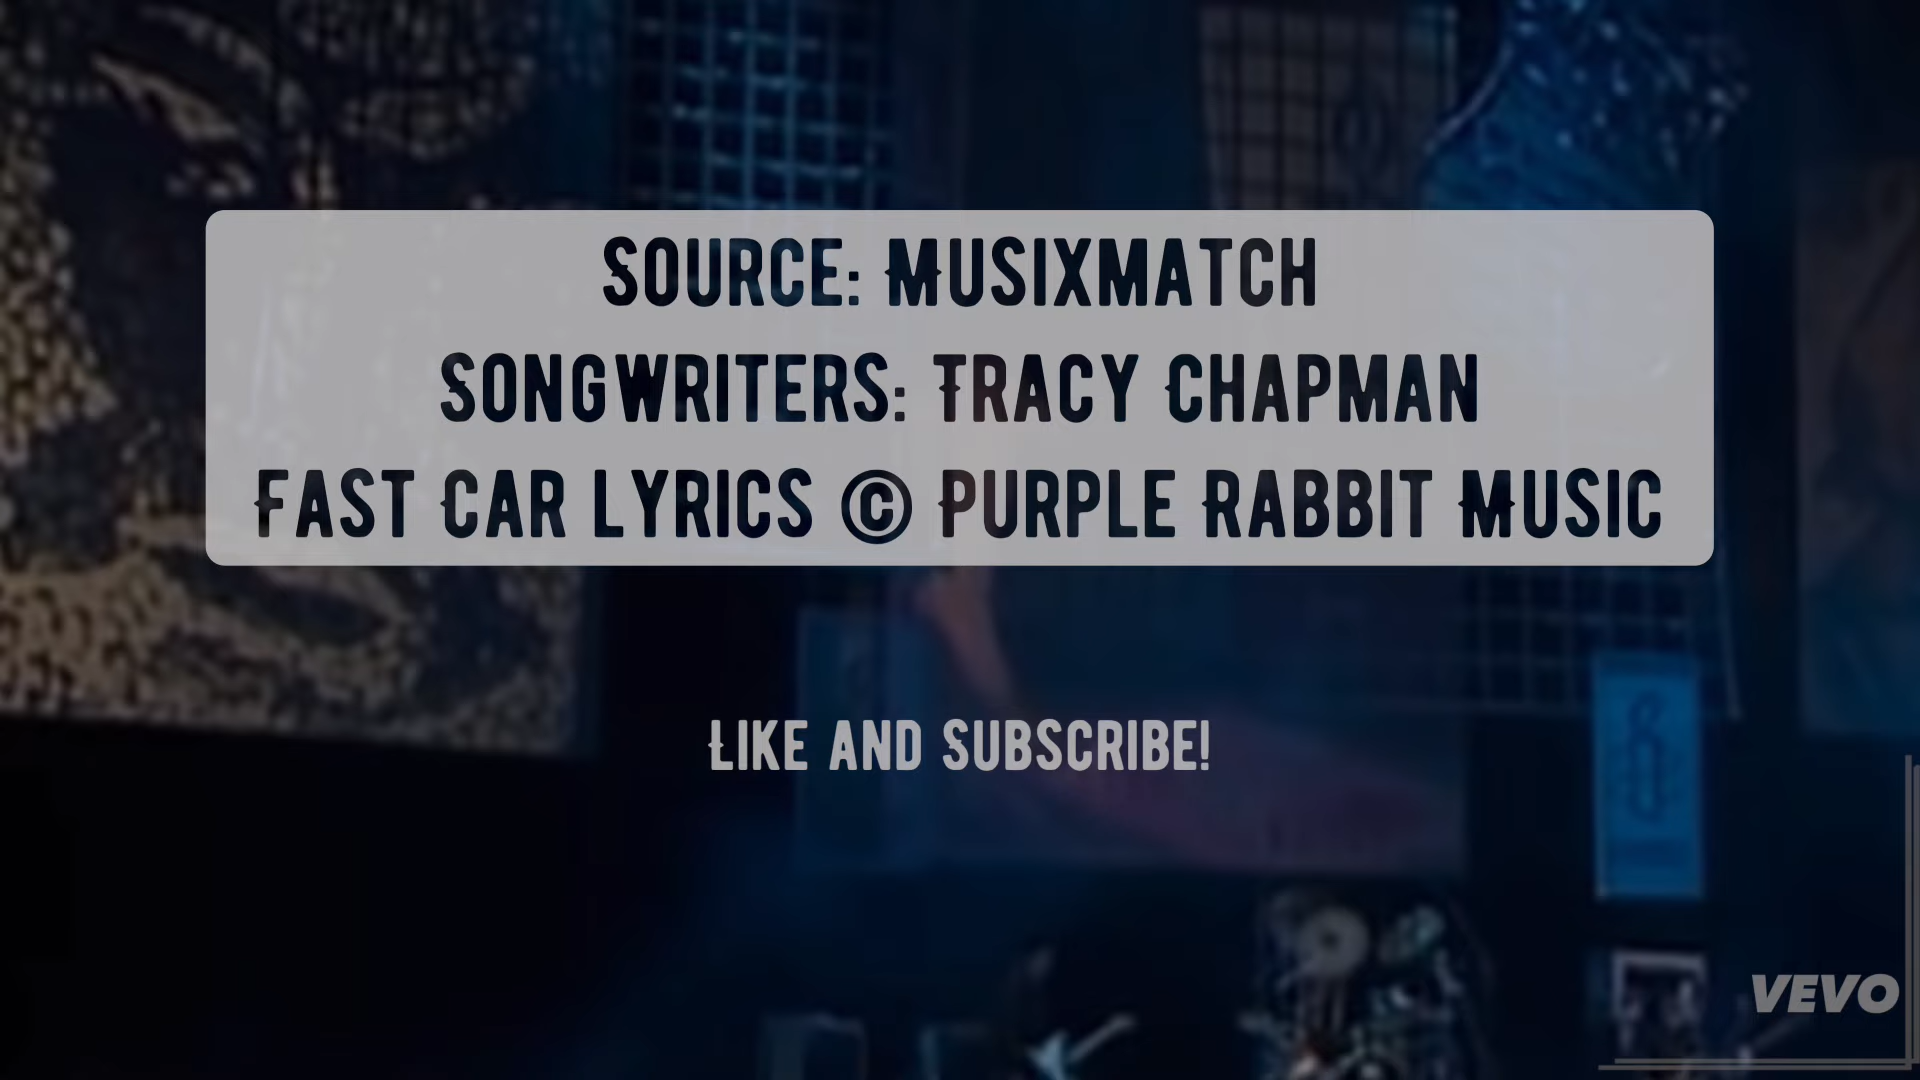 Source: Musixmatch
Songwriters: Tracy Chapman
Fast Car lyrics © Purple Rabbit Music
Like and subscribe!
vevo